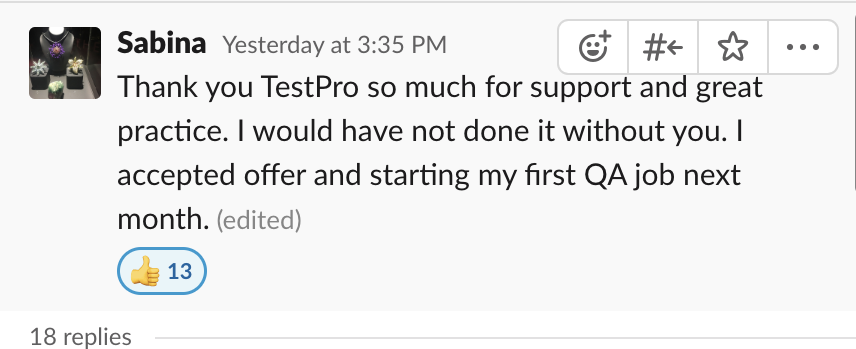 Sabina Yesterday at 3:35 PM
Thank you TestPro so much for support and great
practice. I would have not done it without you. I
accepted offer and starting my first QA job next
month. (edited)
👍 13
18 replies